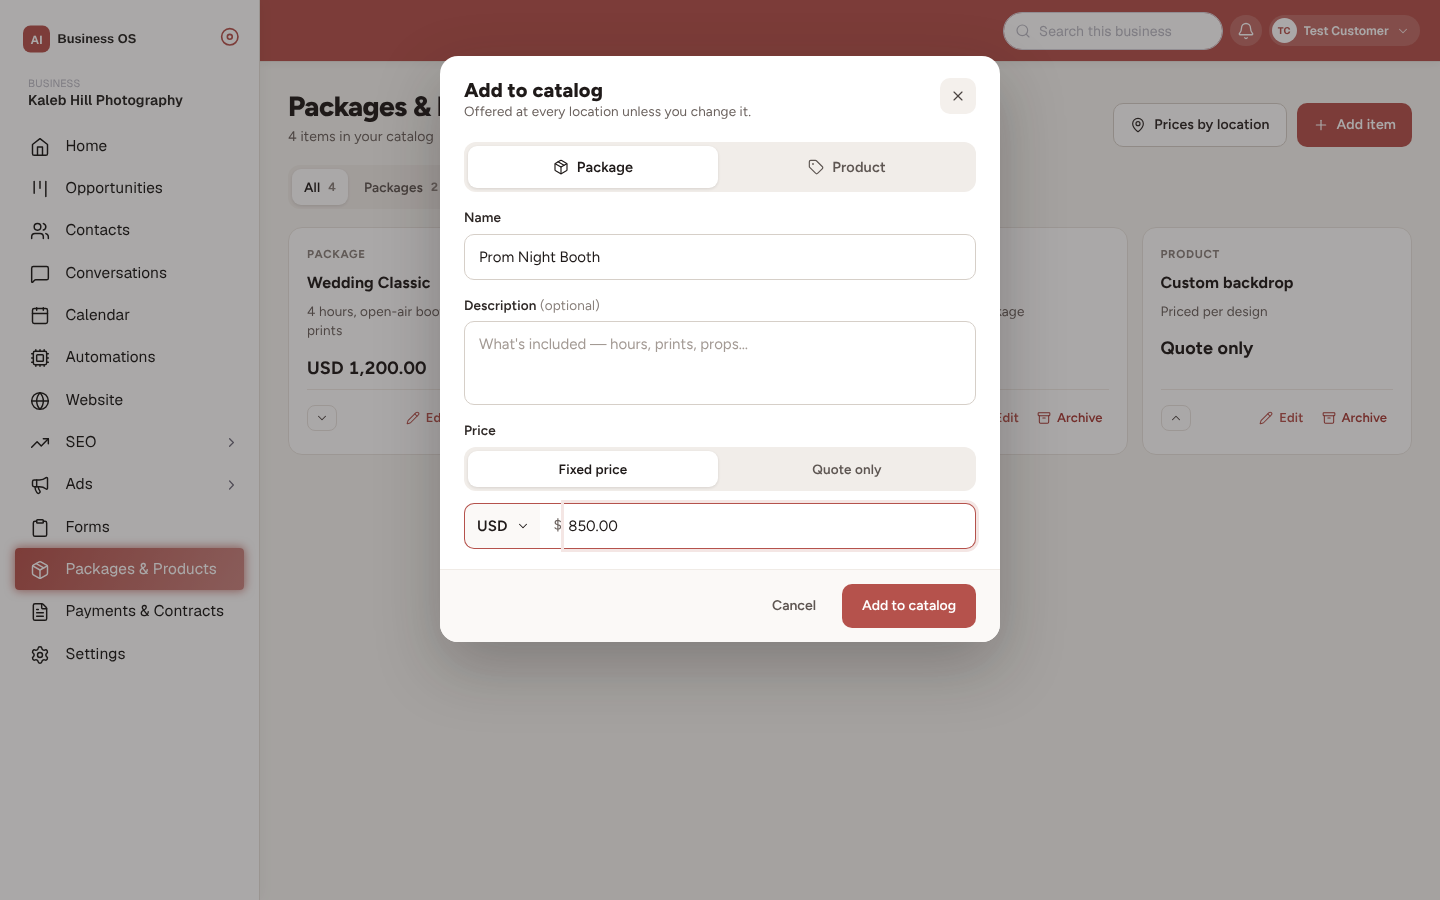 AI Business OS
Search this business
TC Test Customer
BUSINESS
Kaleb Hill Photography
Home
Opportunities
Contacts
Conversations
Calendar
Automations
Website
SEO
Ads
Forms
Packages & Products
Payments & Contracts
Settings
Packages &
4 items in your catalog
Prices by location
Add item
All 4
Packages 2
PACKAGE
Wedding Classic
4 hours, open-air
prints
USD 1,200.00
Archive
PRODUCT
Custom backdrop
Priced per design
Quote only
Edit
Archive
Add to catalog
Offered at every location unless you change it.
Package
Product
Name
Prom Night Booth
Description (optional)
What's included — hours, prints, props...
Price
Fixed price
Quote only
USD
$ 850.00
Cancel
Add to catalog